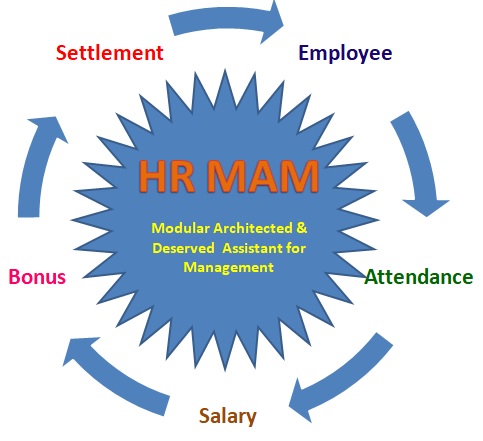 Settlement
Employee
HR MAM
Modular Architected &
Deserved Assistant for
Management
Bonus
Attendance
Salary